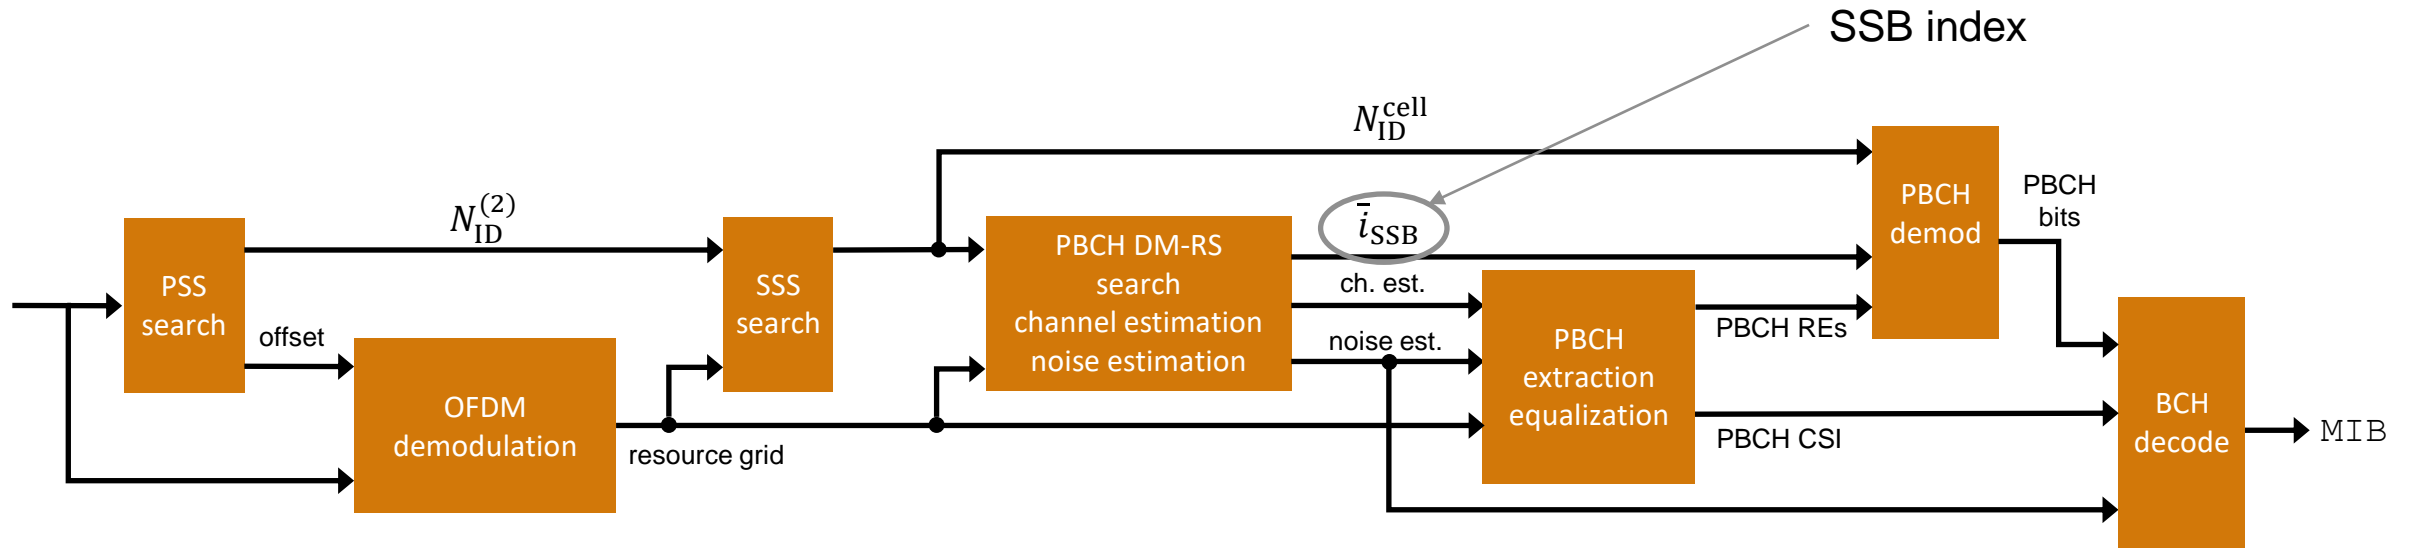 SSB index
N_ID^cell
N_ID^(2)
PSS
search
offset
OFDM
demodulation
resource grid
SSS
search
PBCH DM-RS
search
channel estimation
noise estimation
i̅_SSB
ch. est.
noise est.
PBCH
extraction
equalization
PBCH REs
PBCH CSI
PBCH
demod
PBCH
bits
BCH
decode
MIB